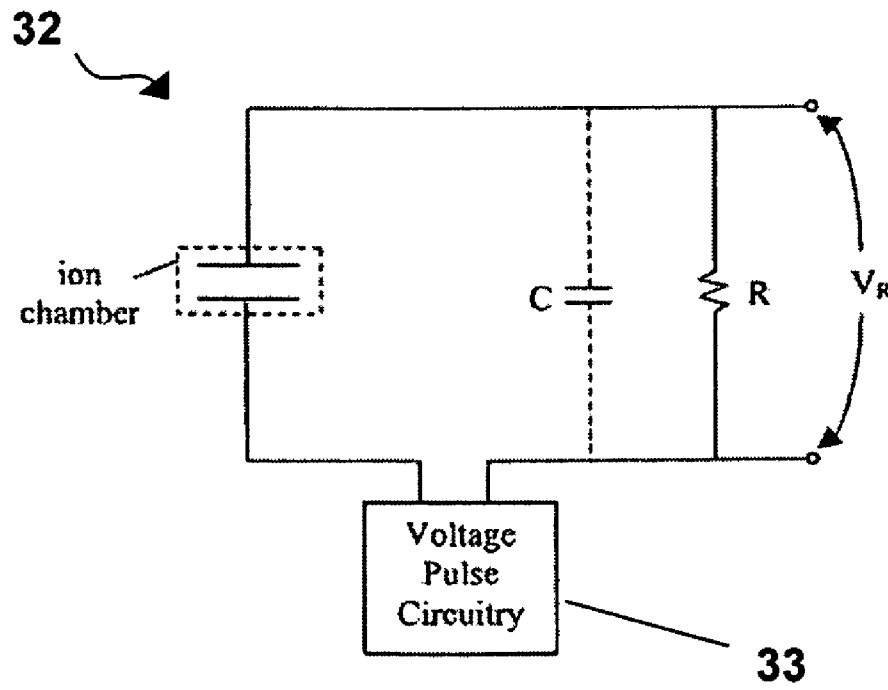 32
ion
chamber
C
R
V_R
Voltage
Pulse
Circuitry
33